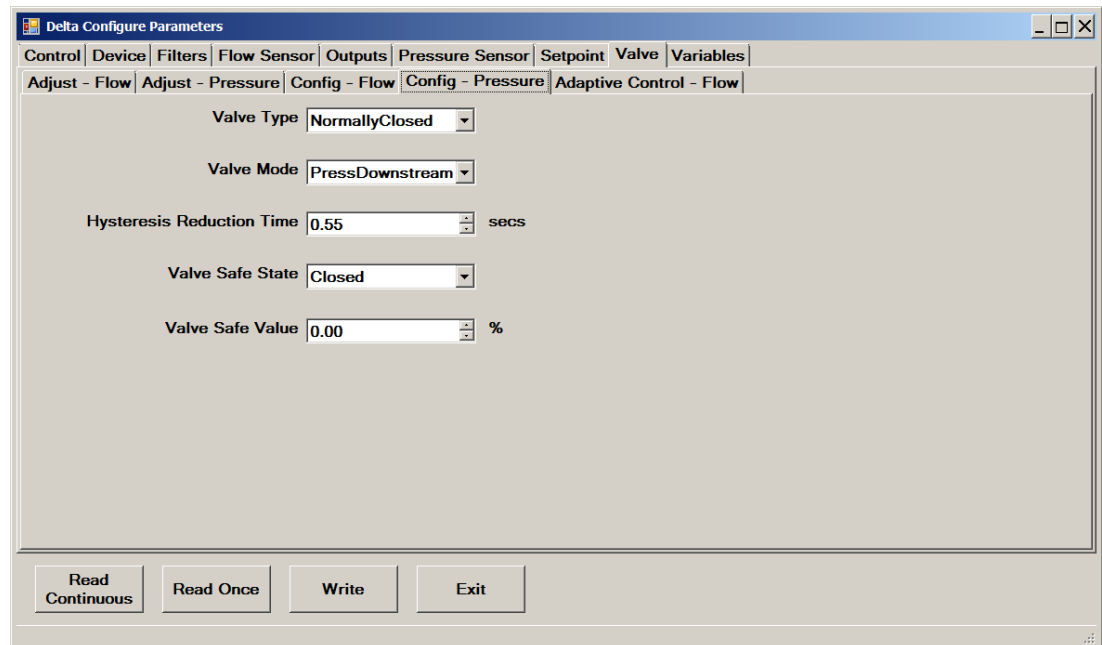 Delta Configure Parameters
Control Device Filters Flow Sensor Outputs Pressure Sensor Setpoint Valve Variables
Adjust - Flow Adjust - Pressure Config - Flow Config - Pressure Adaptive Control - Flow
Valve Type NormallyClosed
Valve Mode PressDownstream
Hysteresis Reduction Time 0.55 secs
Valve Safe State Closed
Valve Safe Value 0.00 %
Read Continuous Read Once Write Exit